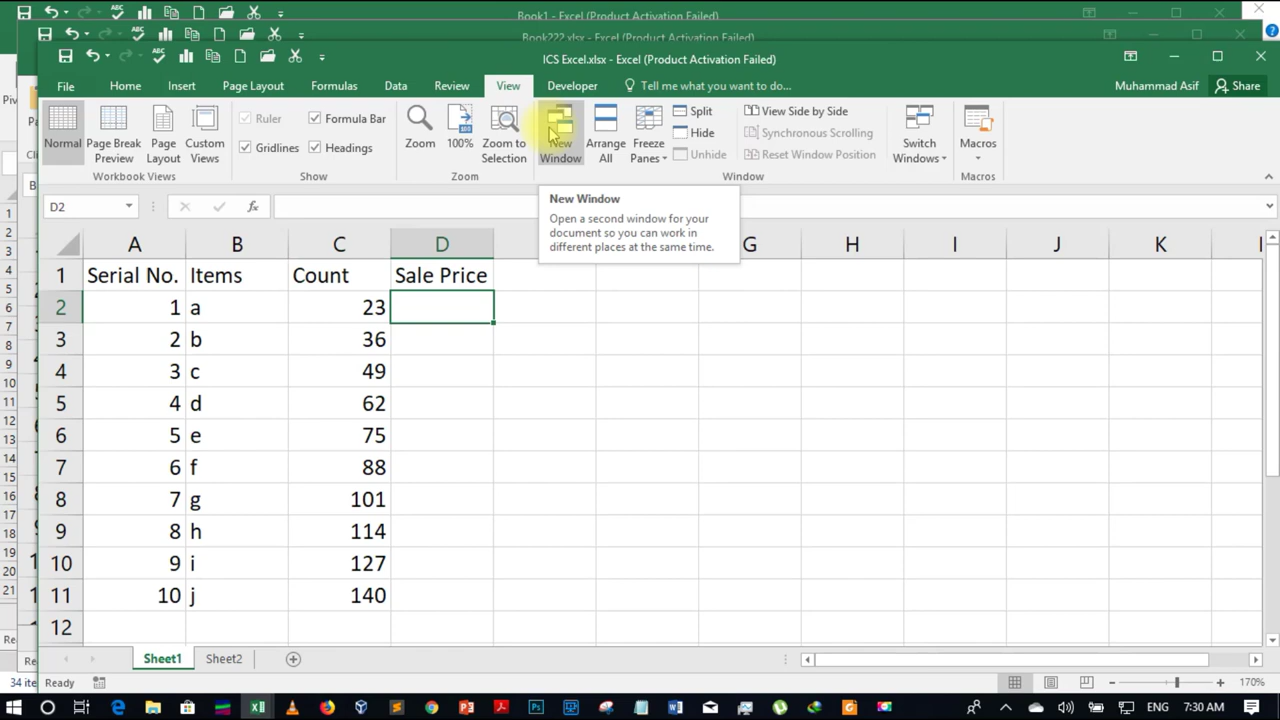 Book1 - Excel (Product Activation Failed)
Book222.xlsx - Excel (Product Activation Failed)
ICS Excel.xlsx - Excel (Product Activation Failed)
File Home Insert Page Layout Formulas Data Review View Developer Tell me what you want to do... Muhammad Asif Share
Normal Page Break Preview Page Layout Custom Views
Ruler Formula Bar
Gridlines Headings
Zoom 100% Zoom to Selection
New Window Arrange All Freeze Panes
Split
Hide
Unhide
View Side by Side
Synchronous Scrolling
Reset Window Position
Switch Windows
Macros
Workbook Views Show Zoom Window Macros
D2 fx
New Window
Open a second window for your
document so you can work in
different places at the same time.
A B C D G H I J K
1 Serial No. Items Count Sale Price
2 1 a 23
3 2 b 36
4 3 c 49
5 4 d 62
6 5 e 75
7 6 f 88
8 7 g 101
9 8 h 114
10 9 i 127
11 10 j 140
12
Sheet1 Sheet2
Ready 170%
34 ite
ENG 7:30 AM